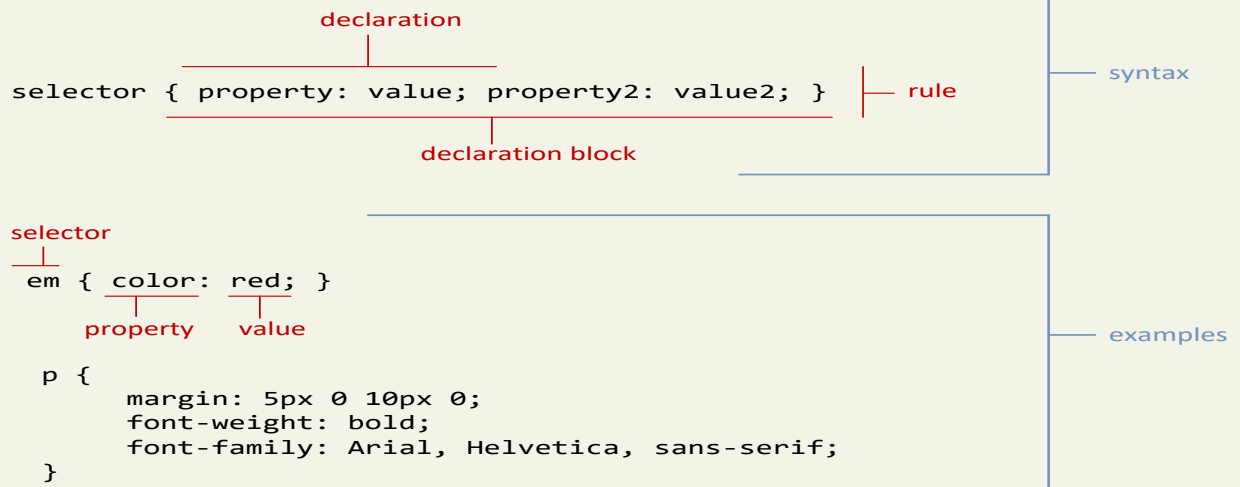 declaration
syntax
selector { property: value; property2: value2; }
rule
declaration block
selector
em { color: red; }
property value
examples
p {
margin: 5px 0 10px 0;
font-weight: bold;
font-family: Arial, Helvetica, sans-serif;
}